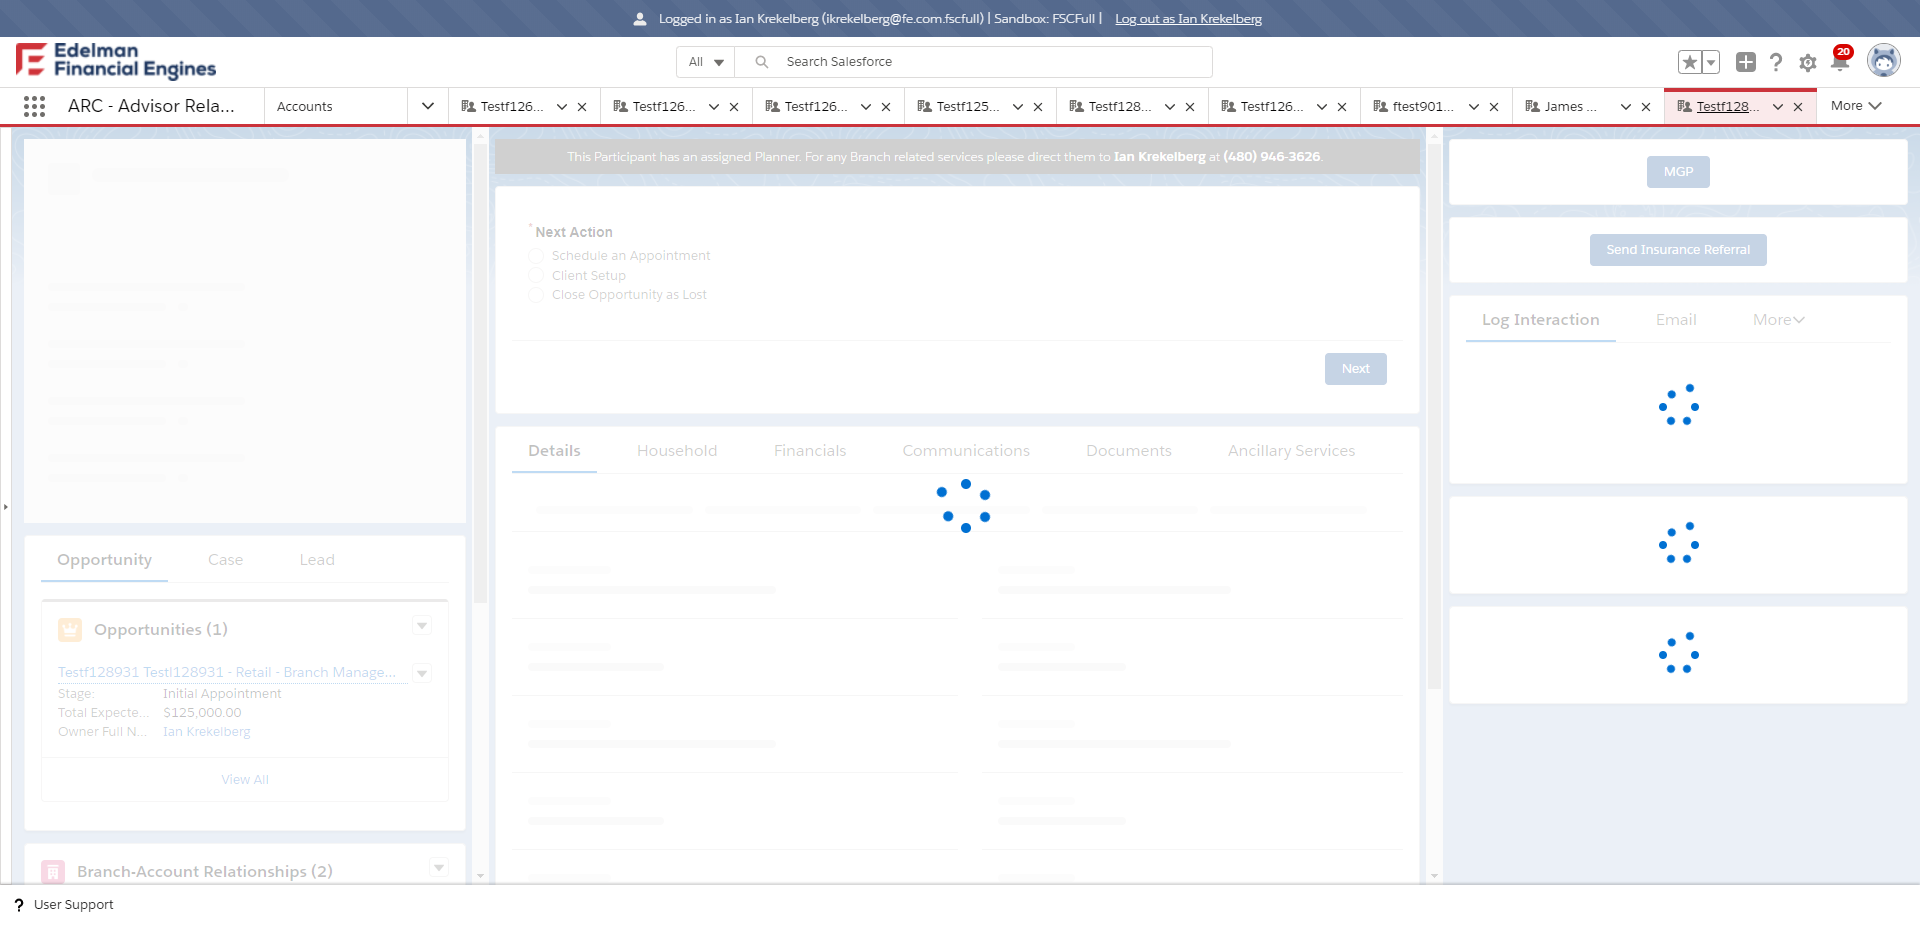 Logged in as Ian Krekelberg (ikrekelberg@fe.com.fscfull) | Sandbox: FSCFull | Log out as Ian Krekelberg
Edelman
Financial Engines
All
Search Salesforce
20
ARC - Advisor Rela...
Accounts
Testf126...
Testf126...
Testf126...
Testf125...
Testf128...
Testf126...
ftest901...
James ...
Testf128...
More
This Participant has an assigned Planner. For any Branch related services please direct them to Ian Krekelberg at (480) 946-3626.
*Next Action
Schedule an Appointment
Client Setup
Close Opportunity as Lost
Next
Details
Household
Financials
Communications
Documents
Ancillary Services
MGP
Send Insurance Referral
Log Interaction
Email
More
Opportunity
Case
Lead
Opportunities (1)
Testf128931 Testl128931 - Retail - Branch Manage...
Stage: Initial Appointment
Total Expecte... $125,000.00
Owner Full N... Ian Krekelberg
View All
Branch-Account Relationships (2)
? User Support